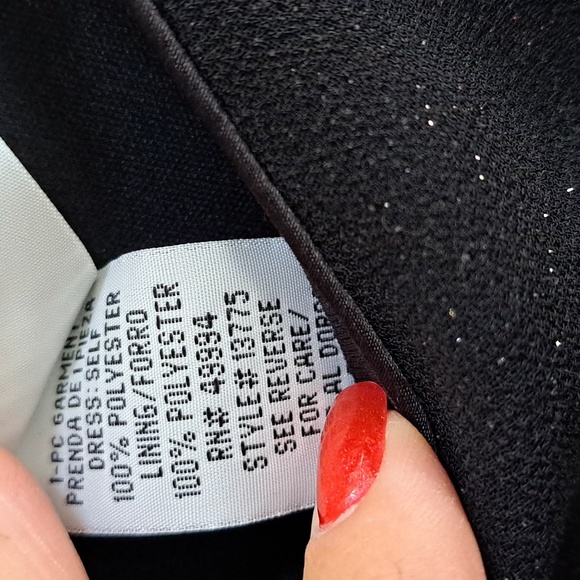 1-PC GARMENT
PRENDA DE 1 PIEZA
DRESS: SELF
100% POLYESTER
LINING/FORRO
100% POLYESTER
RN# 49994
STYLE# 13775
SEE REVERSE
FOR CARE/